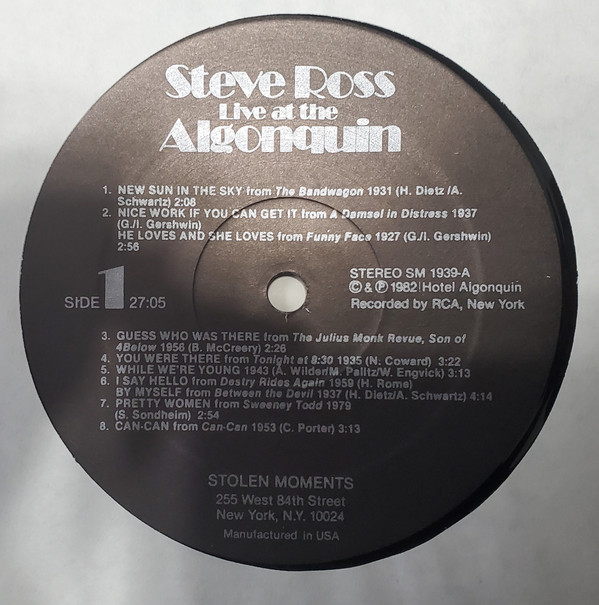 Steve Ross
Live at the
Algonquin
1. NEW SUN IN THE SKY from The Bandwagon 1931 (H. Dietz /A.
Schwartz) 2:08
2. NICE WORK IF YOU CAN GET IT from A Damsel in Distress 1937
(G./I. Gershwin)
HE LOVES AND SHE LOVES from Funny Face 1927 (G./I. Gershwin)
2:56
SIDE 1 27:05
STEREO SM 1939-A
© & ℗ 1982 Hotel Algonquin
Recorded by RCA, New York
3. GUESS WHO WAS THERE from The Julius Monk Revue, Son of
4Below 1956 (B. McCreery) 2:26
4. YOU WERE THERE from Tonight at 8:30 1935 (N. Coward) 3:22
5. WHILE WE'RE YOUNG 1943 (A. Wilder/M. Palitz/W. Engvick) 3:13
6. I SAY HELLO from Destry Rides Again 1959 (H. Rome)
BY MYSELF from Between the Devil 1937 (H. Dietz/A. Schwartz) 4:14
7. PRETTY WOMEN from Sweeney Todd 1979
(S. Sondheim) 2:54
8. CAN-CAN from Can-Can 1953 (C. Porter) 3:13
STOLEN MOMENTS
255 West 84th Street
New York, N.Y. 10024
Manufactured in USA